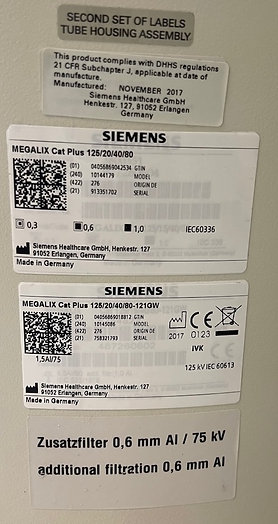 SECOND SET OF LABELS
TUBE HOUSING ASSEMBLY
This product complies with DHHS regulations
21 CFR Subchapter J, applicable at date of
manufacture.
Manufactured: NOVEMBER 2017
Siemens Healthcare GmbH
Henkestr. 127, 91052 Erlangen
Germany
SIEMENS
MEGALIX Cat Plus 125/20/40/80
(01) 04056869042534 GTIN
(240) 10144179 MODEL
(422) 276 ORIGIN DE
(21) 913351702 SERIAL
0,3 0,6 1,0 IEC60336
Siemens Healthcare GmbH, Henkestr. 127
91052 Erlangen, Germany
Made in Germany
SIEMENS
MEGALIX Cat Plus 125/20/40/80-121GW
(01) 04056869018812 GTIN
(240) 10145086 MODEL
(422) 276 ORIGIN DE
(21) 758321793 SERIAL
2017 CE 0123
IVK
1,5Al/75
125 kV IEC 60613
Siemens Healthcare GmbH, Henkestr. 127
91052 Erlangen, Germany
Made in Germany
Zusatzfilter 0,6 mm Al / 75 kV
additional filtration 0,6 mm Al